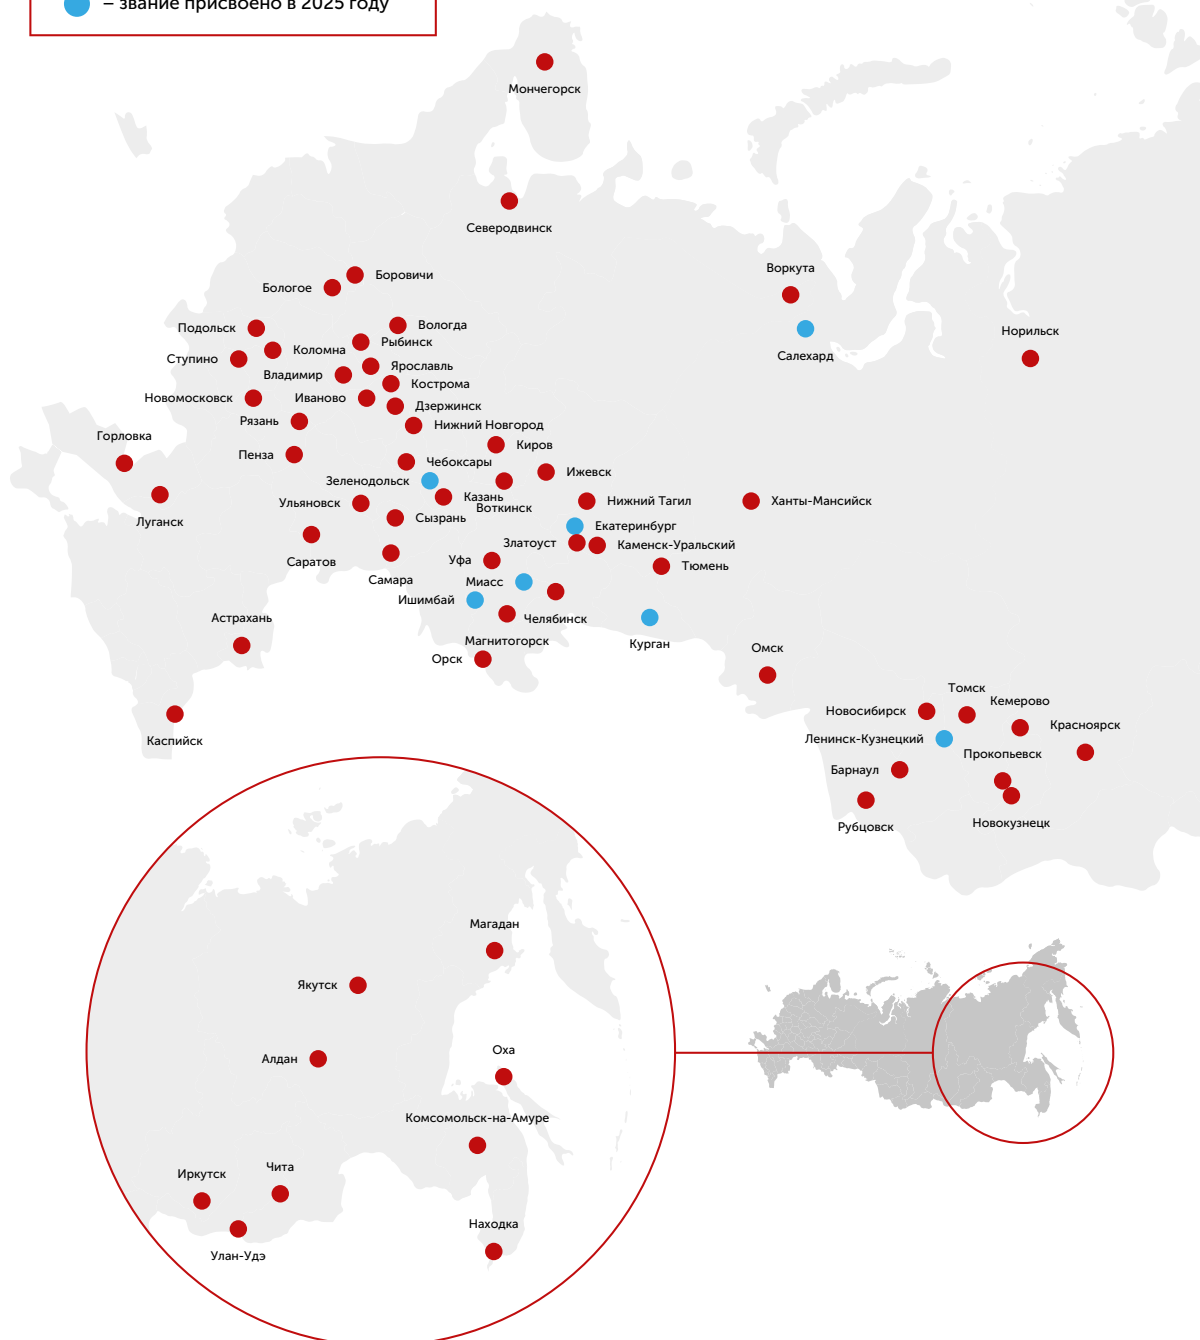 – звание присвоено в 2025 году
Мончегорск
Северодвинск
Воркута
Боровичи
Бологое
Вологда
Подольск
Норильск
Рыбинск
Коломна
Салехард
Ступино
Ярославль
Владимир
Кострома
Новомосковск
Иваново
Дзержинск
Рязань
Нижний Новгород
Горловка
Киров
Пенза
Чебоксары
Ижевск
Зеленодольск
Казань
Ульяновск
Нижний Тагил
Ханты-Мансийск
Воткинск
Сызрань
Луганск
Екатеринбург
Златоуст
Каменск-Уральский
Саратов
Уфа
Тюмень
Самара
Миасс
Ишимбай
Астрахань
Челябинск
Магнитогорск
Курган
Омск
Орск
Томск
Кемерово
Новосибирск
Красноярск
Каспийск
Ленинск-Кузнецкий
Прокопьевск
Барнаул
Рубцовск
Новокузнецк
Магадан
Якутск
Оха
Алдан
Комсомольск-на-Амуре
Чита
Иркутск
Находка
Улан-Удэ